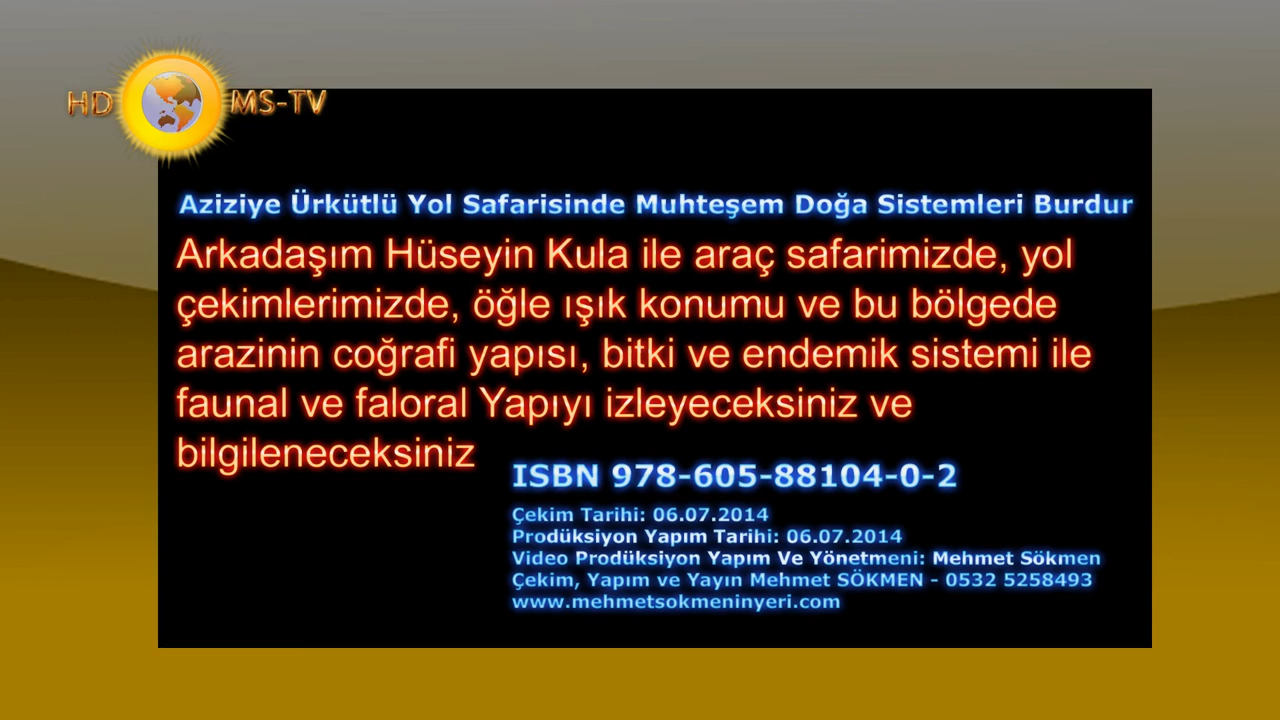 HD MS-TV
Aziziye Ürkütlü Yol Safarisinde Muhteşem Doğa Sistemleri Burdur
Arkadaşım Hüseyin Kula ile araç safarimizde, yol
çekimlerimizde, öğle ışık konumu ve bu bölgede
arazinin coğrafi yapısı, bitki ve endemik sistemi ile
faunal ve faloral Yapıyı izleyeceksiniz ve
bilgileneceksiniz
ISBN 978-605-88104-0-2
Çekim Tarihi: 06.07.2014
Prodüksiyon Yapım Tarihi: 06.07.2014
Video Prodüksiyon Yapım Ve Yönetmeni: Mehmet Sökmen
Çekim, Yapım ve Yayın Mehmet SÖKMEN - 0532 5258493
www.mehmetsokmeninyeri.com